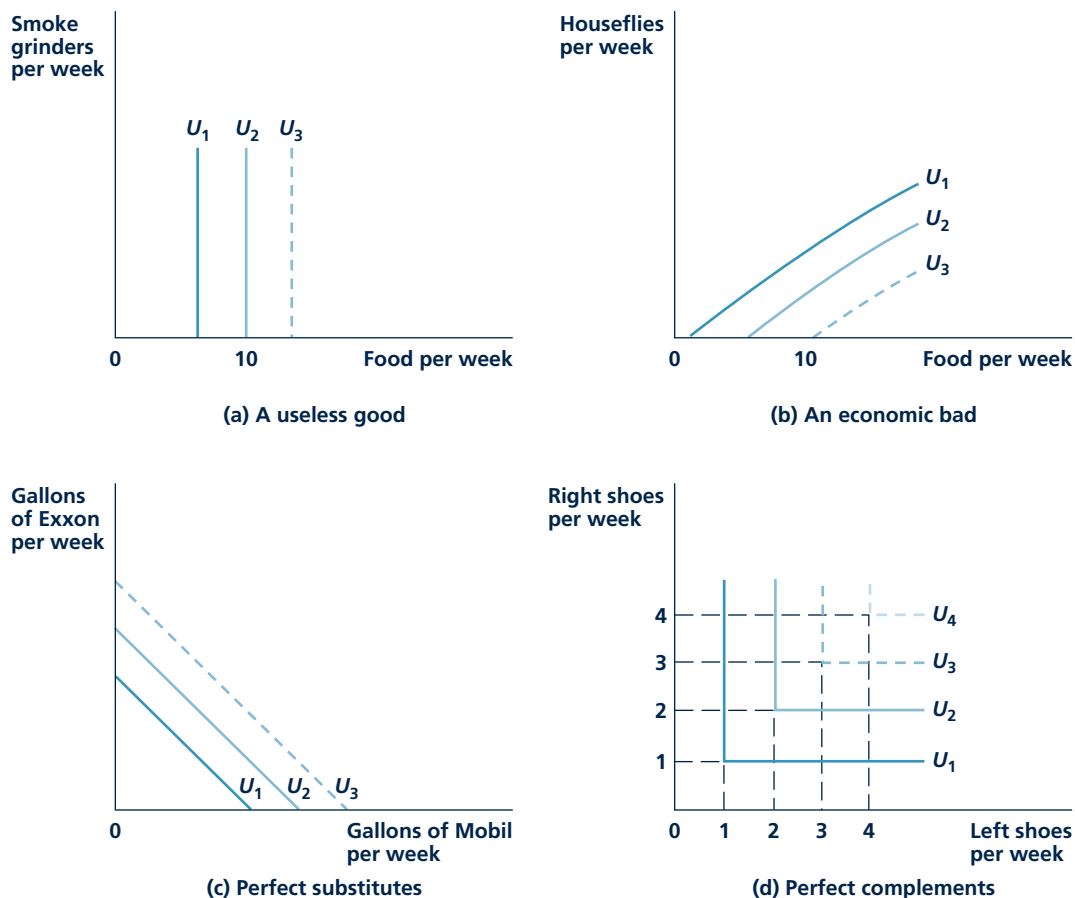 Smoke
grinders
per week
U1
U2
U3
0
10
Food per week
(a) A useless good
Houseflies
per week
U1
U2
U3
0
10
Food per week
(b) An economic bad
Gallons
of Exxon
per week
U1
U2
U3
0
Gallons of Mobil
per week
(c) Perfect substitutes
Right shoes
per week
4
U4
3
U3
2
U2
1
U1
0
1
2
3
4
Left shoes
per week
(d) Perfect complements